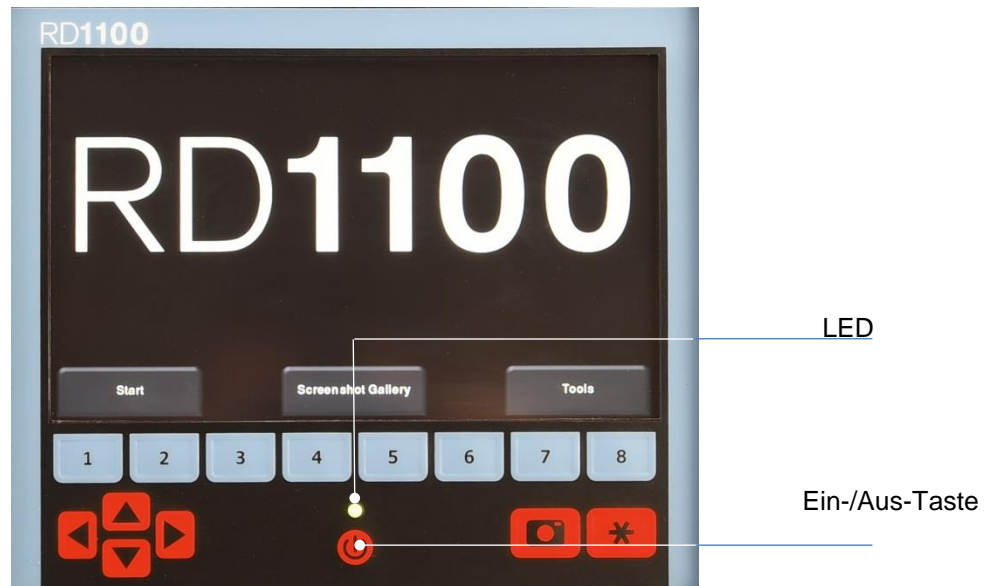 RD1100
RD1100
LED
Start Screenshot Gallery Tools
1 2 3 4 5 6 7 8
Ein-/Aus-Taste